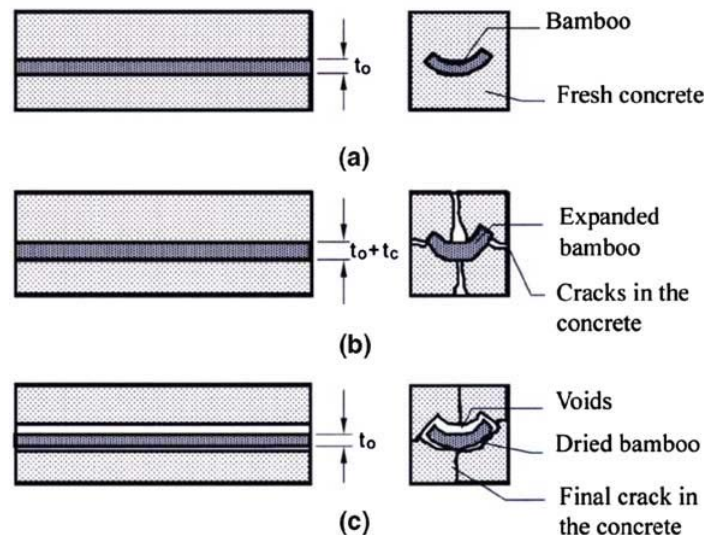 Bamboo
t₀
Fresh concrete
(a)
Expanded
bamboo
t₀ + t꜀
Cracks in the
concrete
(b)
Voids
t₀
Dried bamboo
Final crack in
the concrete
(c)